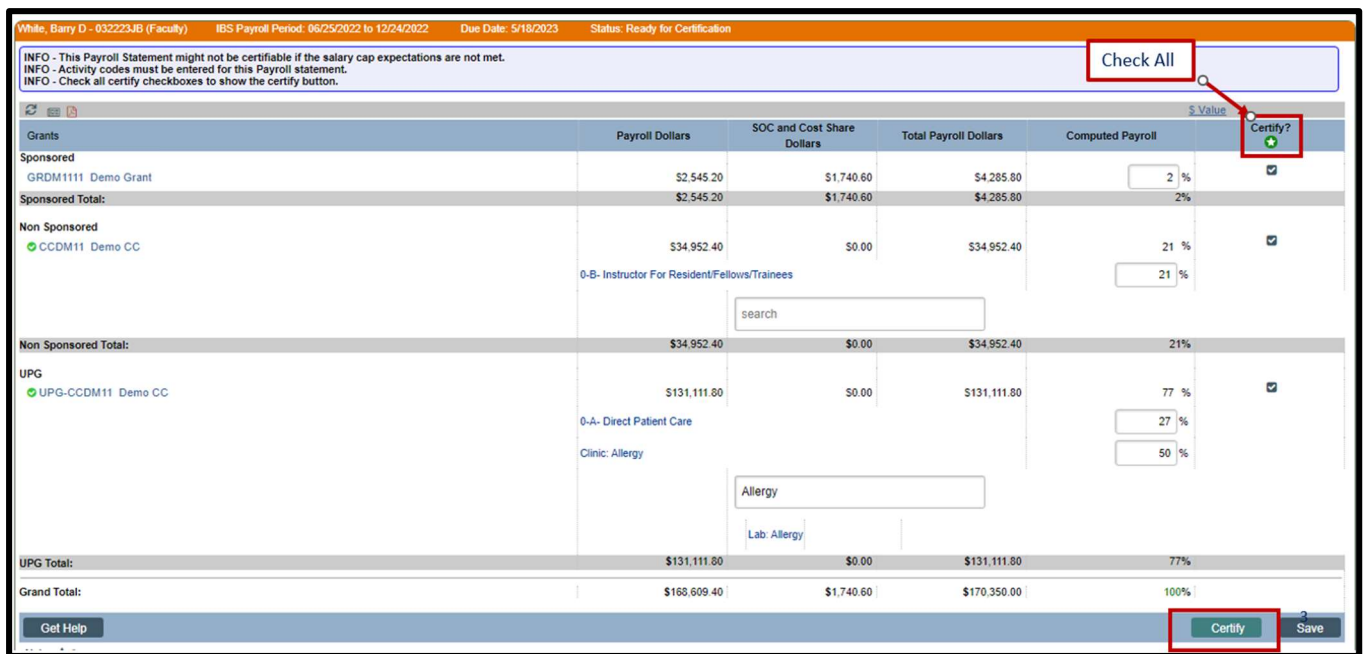 White, Barry D - 032223JB (Faculty) IBS Payroll Period: 06/25/2022 to 12/24/2022 Due Date: 5/18/2023 Status: Ready for Certification
INFO - This Payroll Statement might not be certifiable if the salary cap expectations are not met.
INFO - Activity codes must be entered for this Payroll statement.
INFO - Check all certify checkboxes to show the certify button.
Check All
$ Value
Grants Payroll Dollars SOC and Cost Share Dollars Total Payroll Dollars Computed Payroll Certify?
Sponsored
GRDM1111 Demo Grant $2,545.20 $1,740.60 $4,285.80 2 %
Sponsored Total: $2,545.20 $1,740.60 $4,285.80 2%
Non Sponsored
CCDM11 Demo CC $34,952.40 $0.00 $34,952.40 21 %
0-B- Instructor For Resident/Fellows/Trainees 21 %
search
Non Sponsored Total: $34,952.40 $0.00 $34,952.40 21%
UPG
UPG-CCDM11 Demo CC $131,111.80 $0.00 $131,111.80 77 %
0-A- Direct Patient Care 27 %
Clinic: Allergy 50 %
Allergy
Lab: Allergy
UPG Total: $131,111.80 $0.00 $131,111.80 77%
Grand Total: $168,609.40 $1,740.60 $170,350.00 100%
Get Help Certify 3 Save